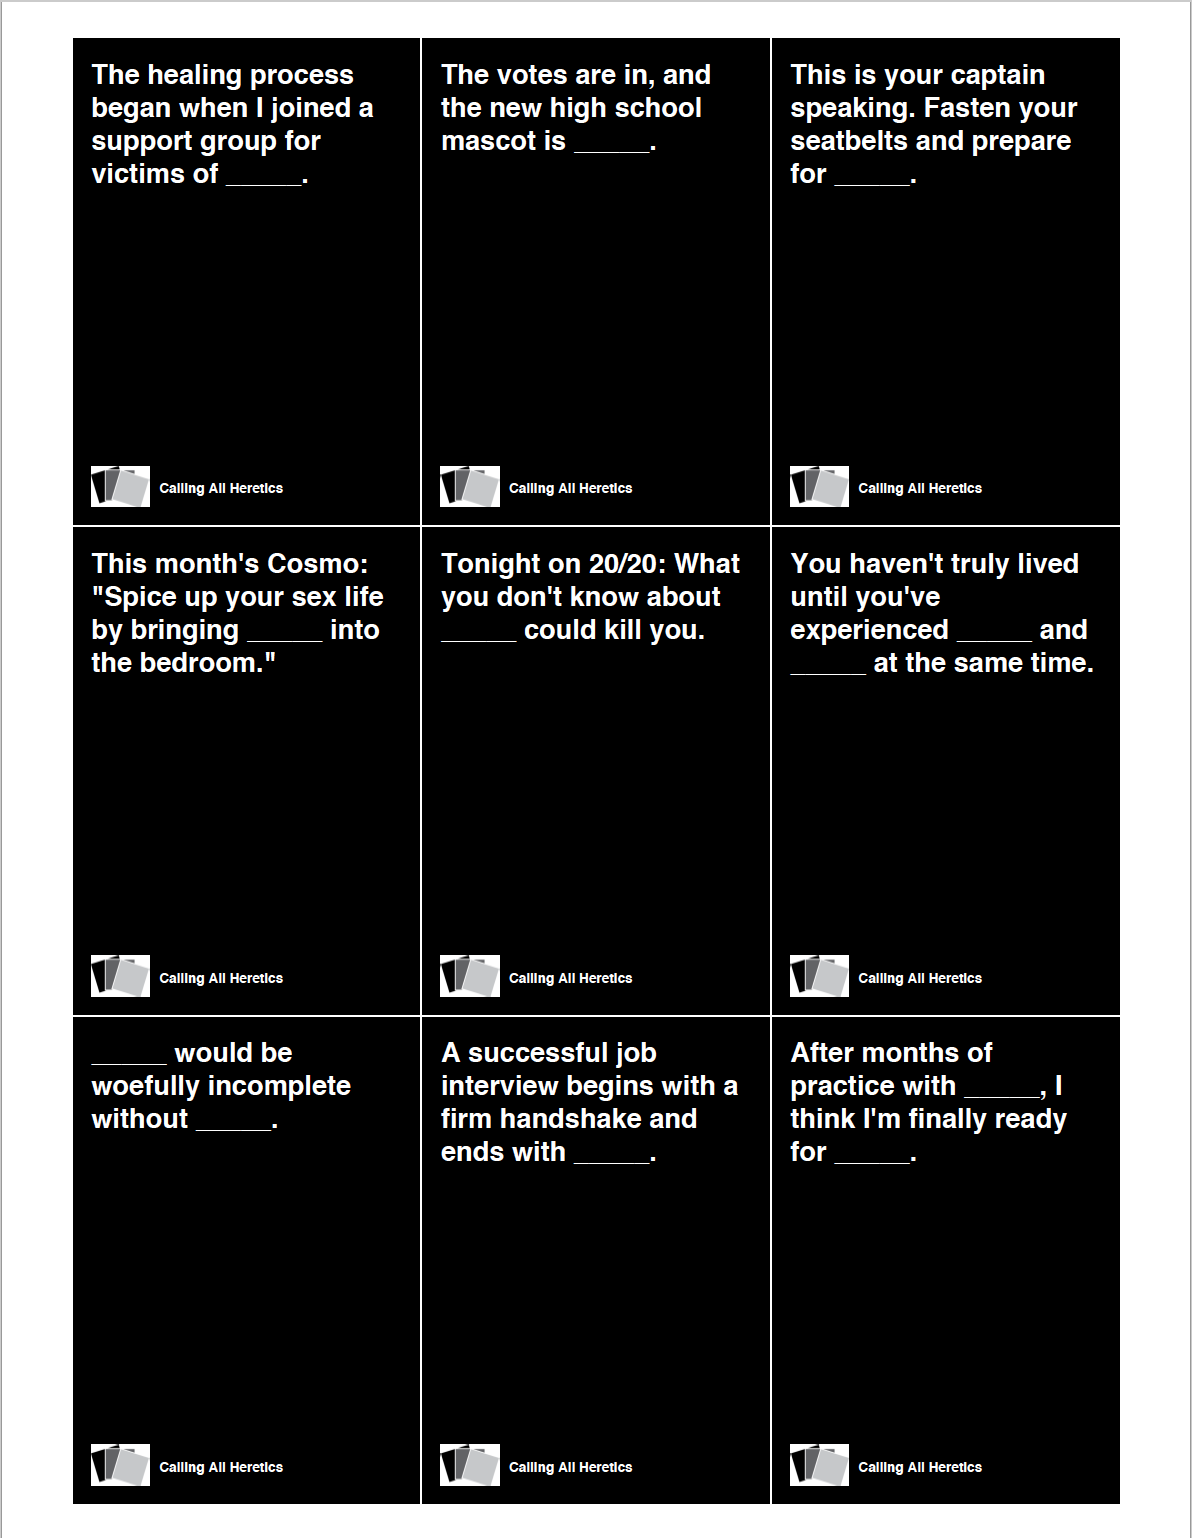 The healing process
began when I joined a
support group for
victims of _____.
Calling All Heretics
The votes are in, and
the new high school
mascot is _____.
Calling All Heretics
This is your captain
speaking. Fasten your
seatbelts and prepare
for _____.
Calling All Heretics
This month's Cosmo:
"Spice up your sex life
by bringing _____ into
the bedroom."
Calling All Heretics
Tonight on 20/20: What
you don't know about
_____ could kill you.
Calling All Heretics
You haven't truly lived
until you've
experienced _____ and
_____ at the same time.
Calling All Heretics
_____ would be
woefully incomplete
without _____.
Calling All Heretics
A successful job
interview begins with a
firm handshake and
ends with _____.
Calling All Heretics
After months of
practice with _____, I
think I'm finally ready
for _____.
Calling All Heretics